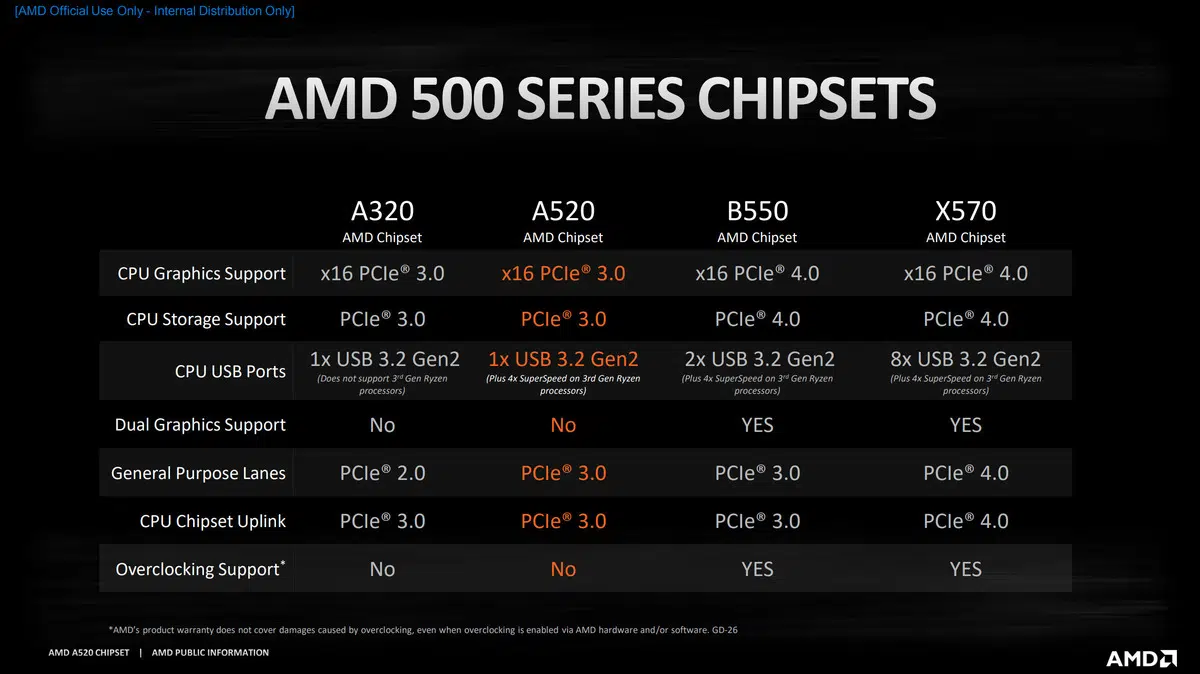 [AMD Official Use Only - Internal Distribution Only]
AMD 500 SERIES CHIPSETS
A320 A520 B550 X570
AMD Chipset AMD Chipset AMD Chipset AMD Chipset
CPU Graphics Support x16 PCIe® 3.0 x16 PCIe® 3.0 x16 PCIe® 4.0 x16 PCIe® 4.0
CPU Storage Support PCIe® 3.0 PCIe® 3.0 PCIe® 4.0 PCIe® 4.0
CPU USB Ports 1x USB 3.2 Gen2 1x USB 3.2 Gen2 2x USB 3.2 Gen2 8x USB 3.2 Gen2
(Does not support 3rd Gen Ryzen (Plus 4x SuperSpeed on 3rd Gen Ryzen (Plus 4x SuperSpeed on 3rd Gen Ryzen (Plus 4x SuperSpeed on 3rd Gen Ryzen
processors) processors) processors) processors)
Dual Graphics Support No No YES YES
General Purpose Lanes PCIe® 2.0 PCIe® 3.0 PCIe® 3.0 PCIe® 4.0
CPU Chipset Uplink PCIe® 3.0 PCIe® 3.0 PCIe® 3.0 PCIe® 4.0
Overclocking Support* No No YES YES
*AMD's product warranty does not cover damages caused by overclocking, even when overclocking is enabled via AMD hardware and/or software. GD-26
AMD A520 CHIPSET | AMD PUBLIC INFORMATION
AMD